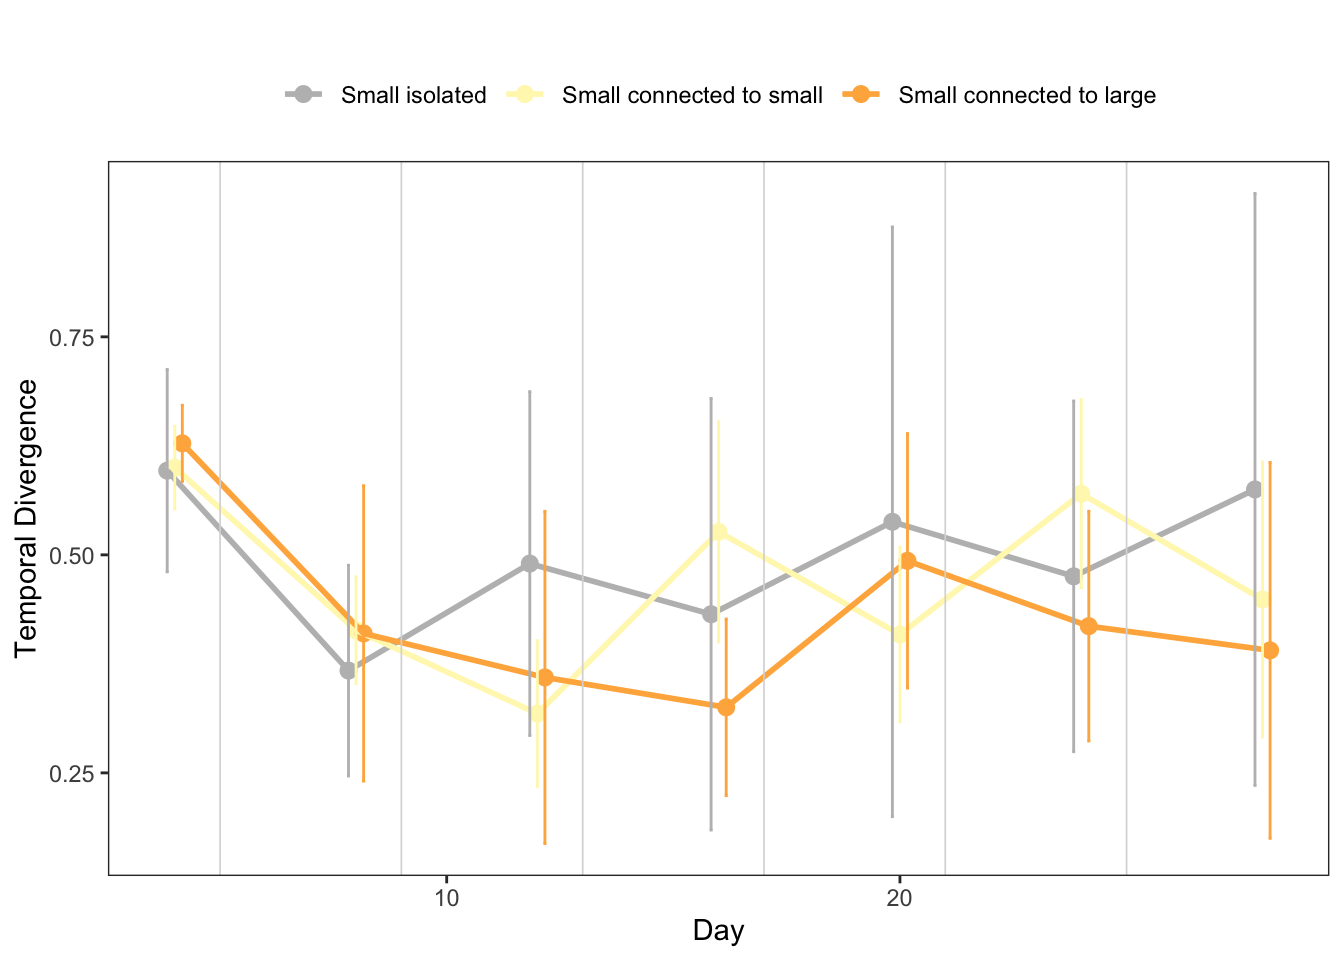 Small isolated Small connected to small Small connected to large
Temporal Divergence
0.75
0.50
0.25
10 20
Day